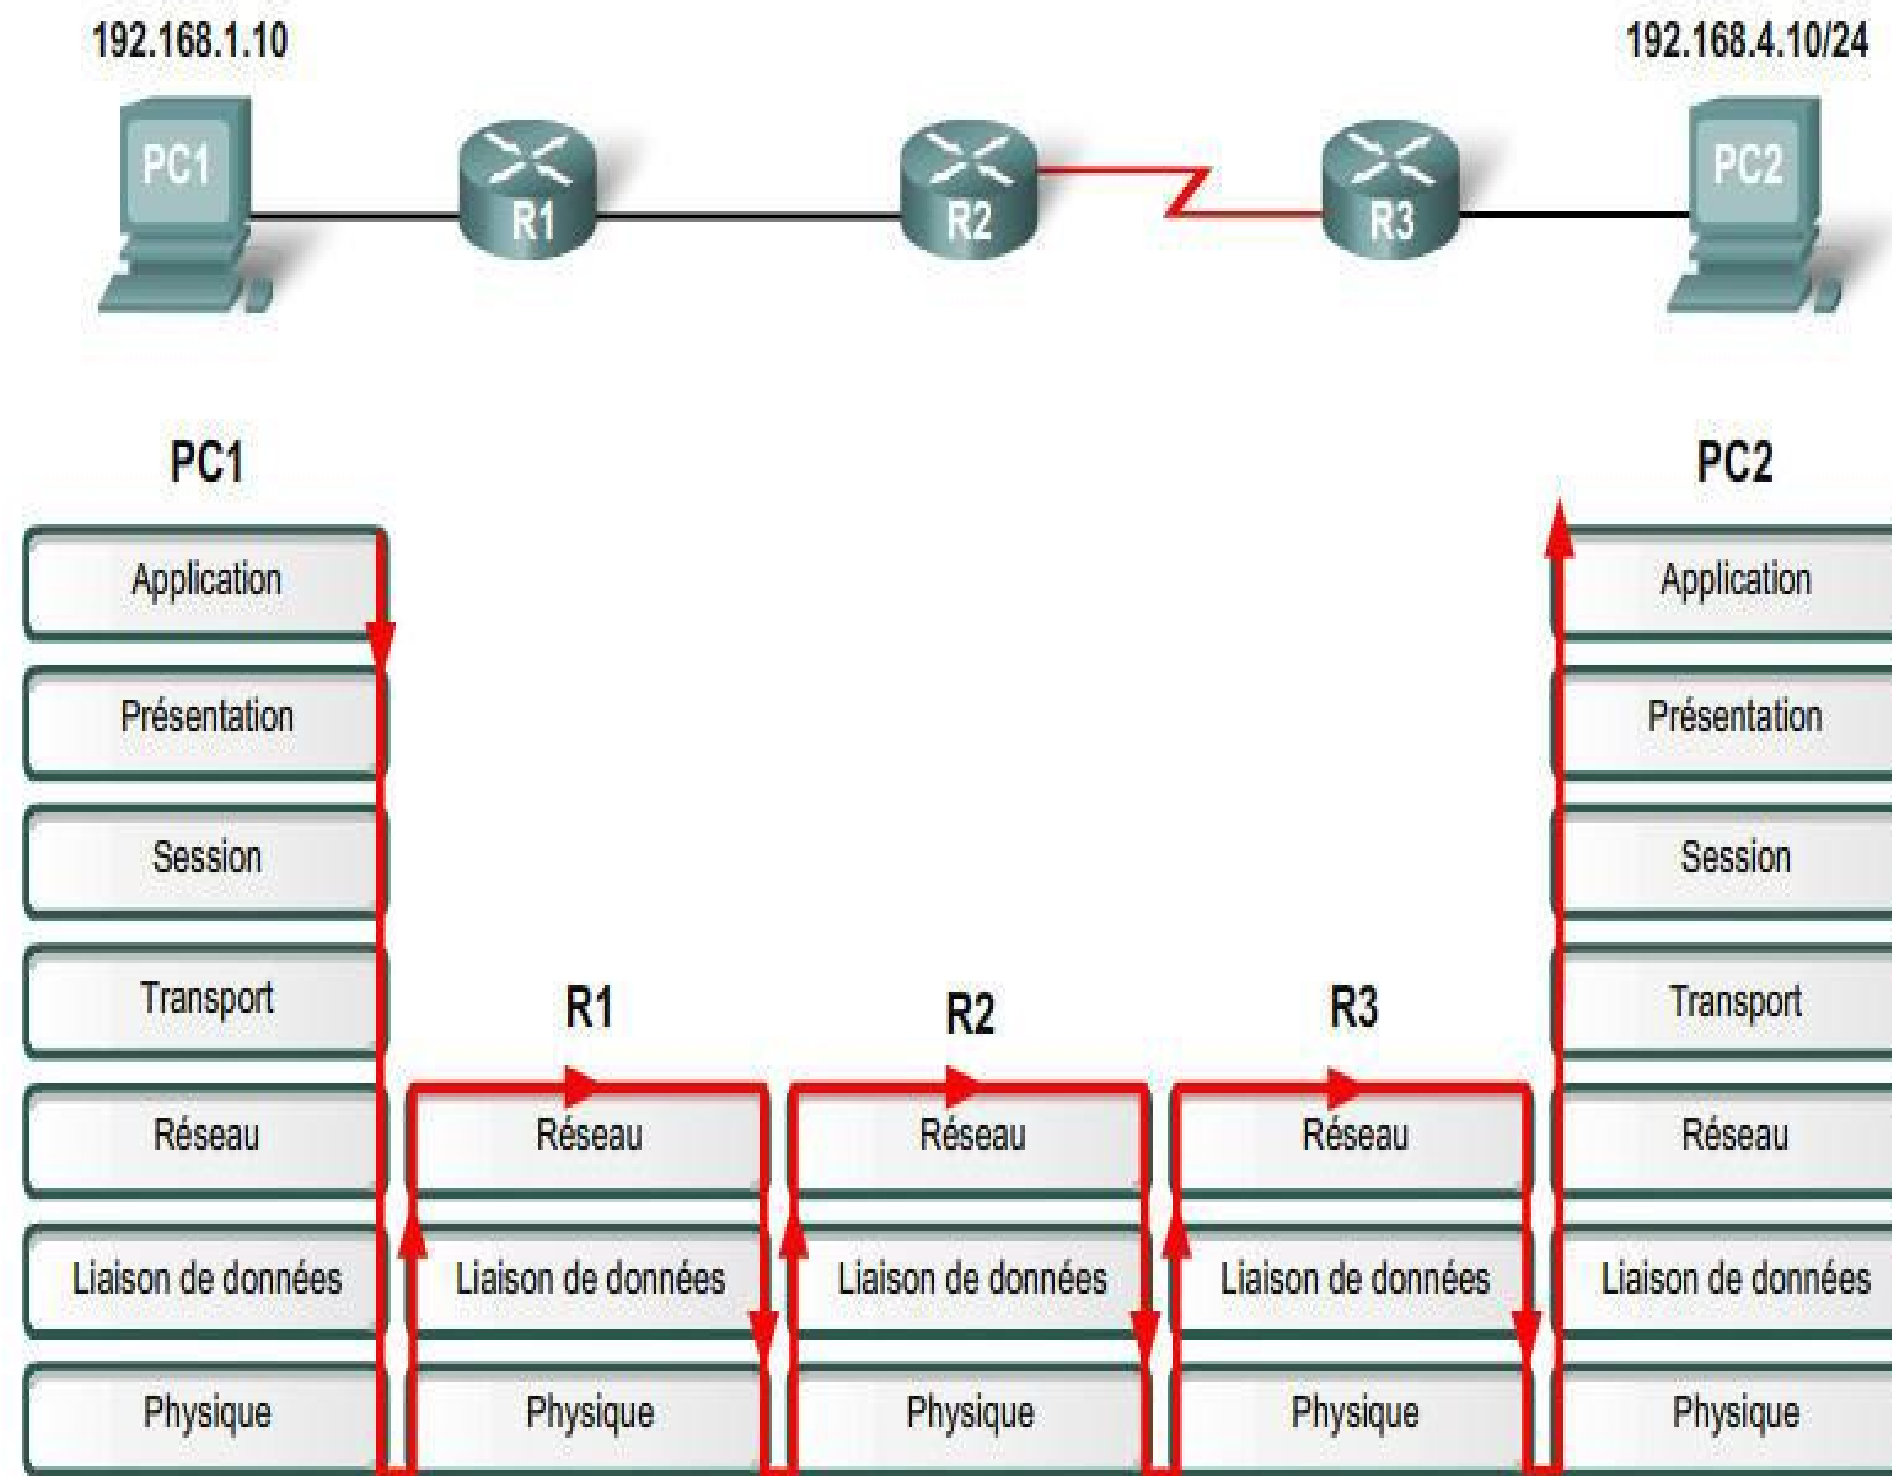 192.168.1.10 192.168.4.10/24
PC1 R1 R2 R3 PC2
PC1 PC2
Application Application
Présentation Présentation
Session Session
Transport R1 R2 R3 Transport
Réseau Réseau Réseau Réseau Réseau
Liaison de données Liaison de données Liaison de données Liaison de données Liaison de données
Physique Physique Physique Physique Physique